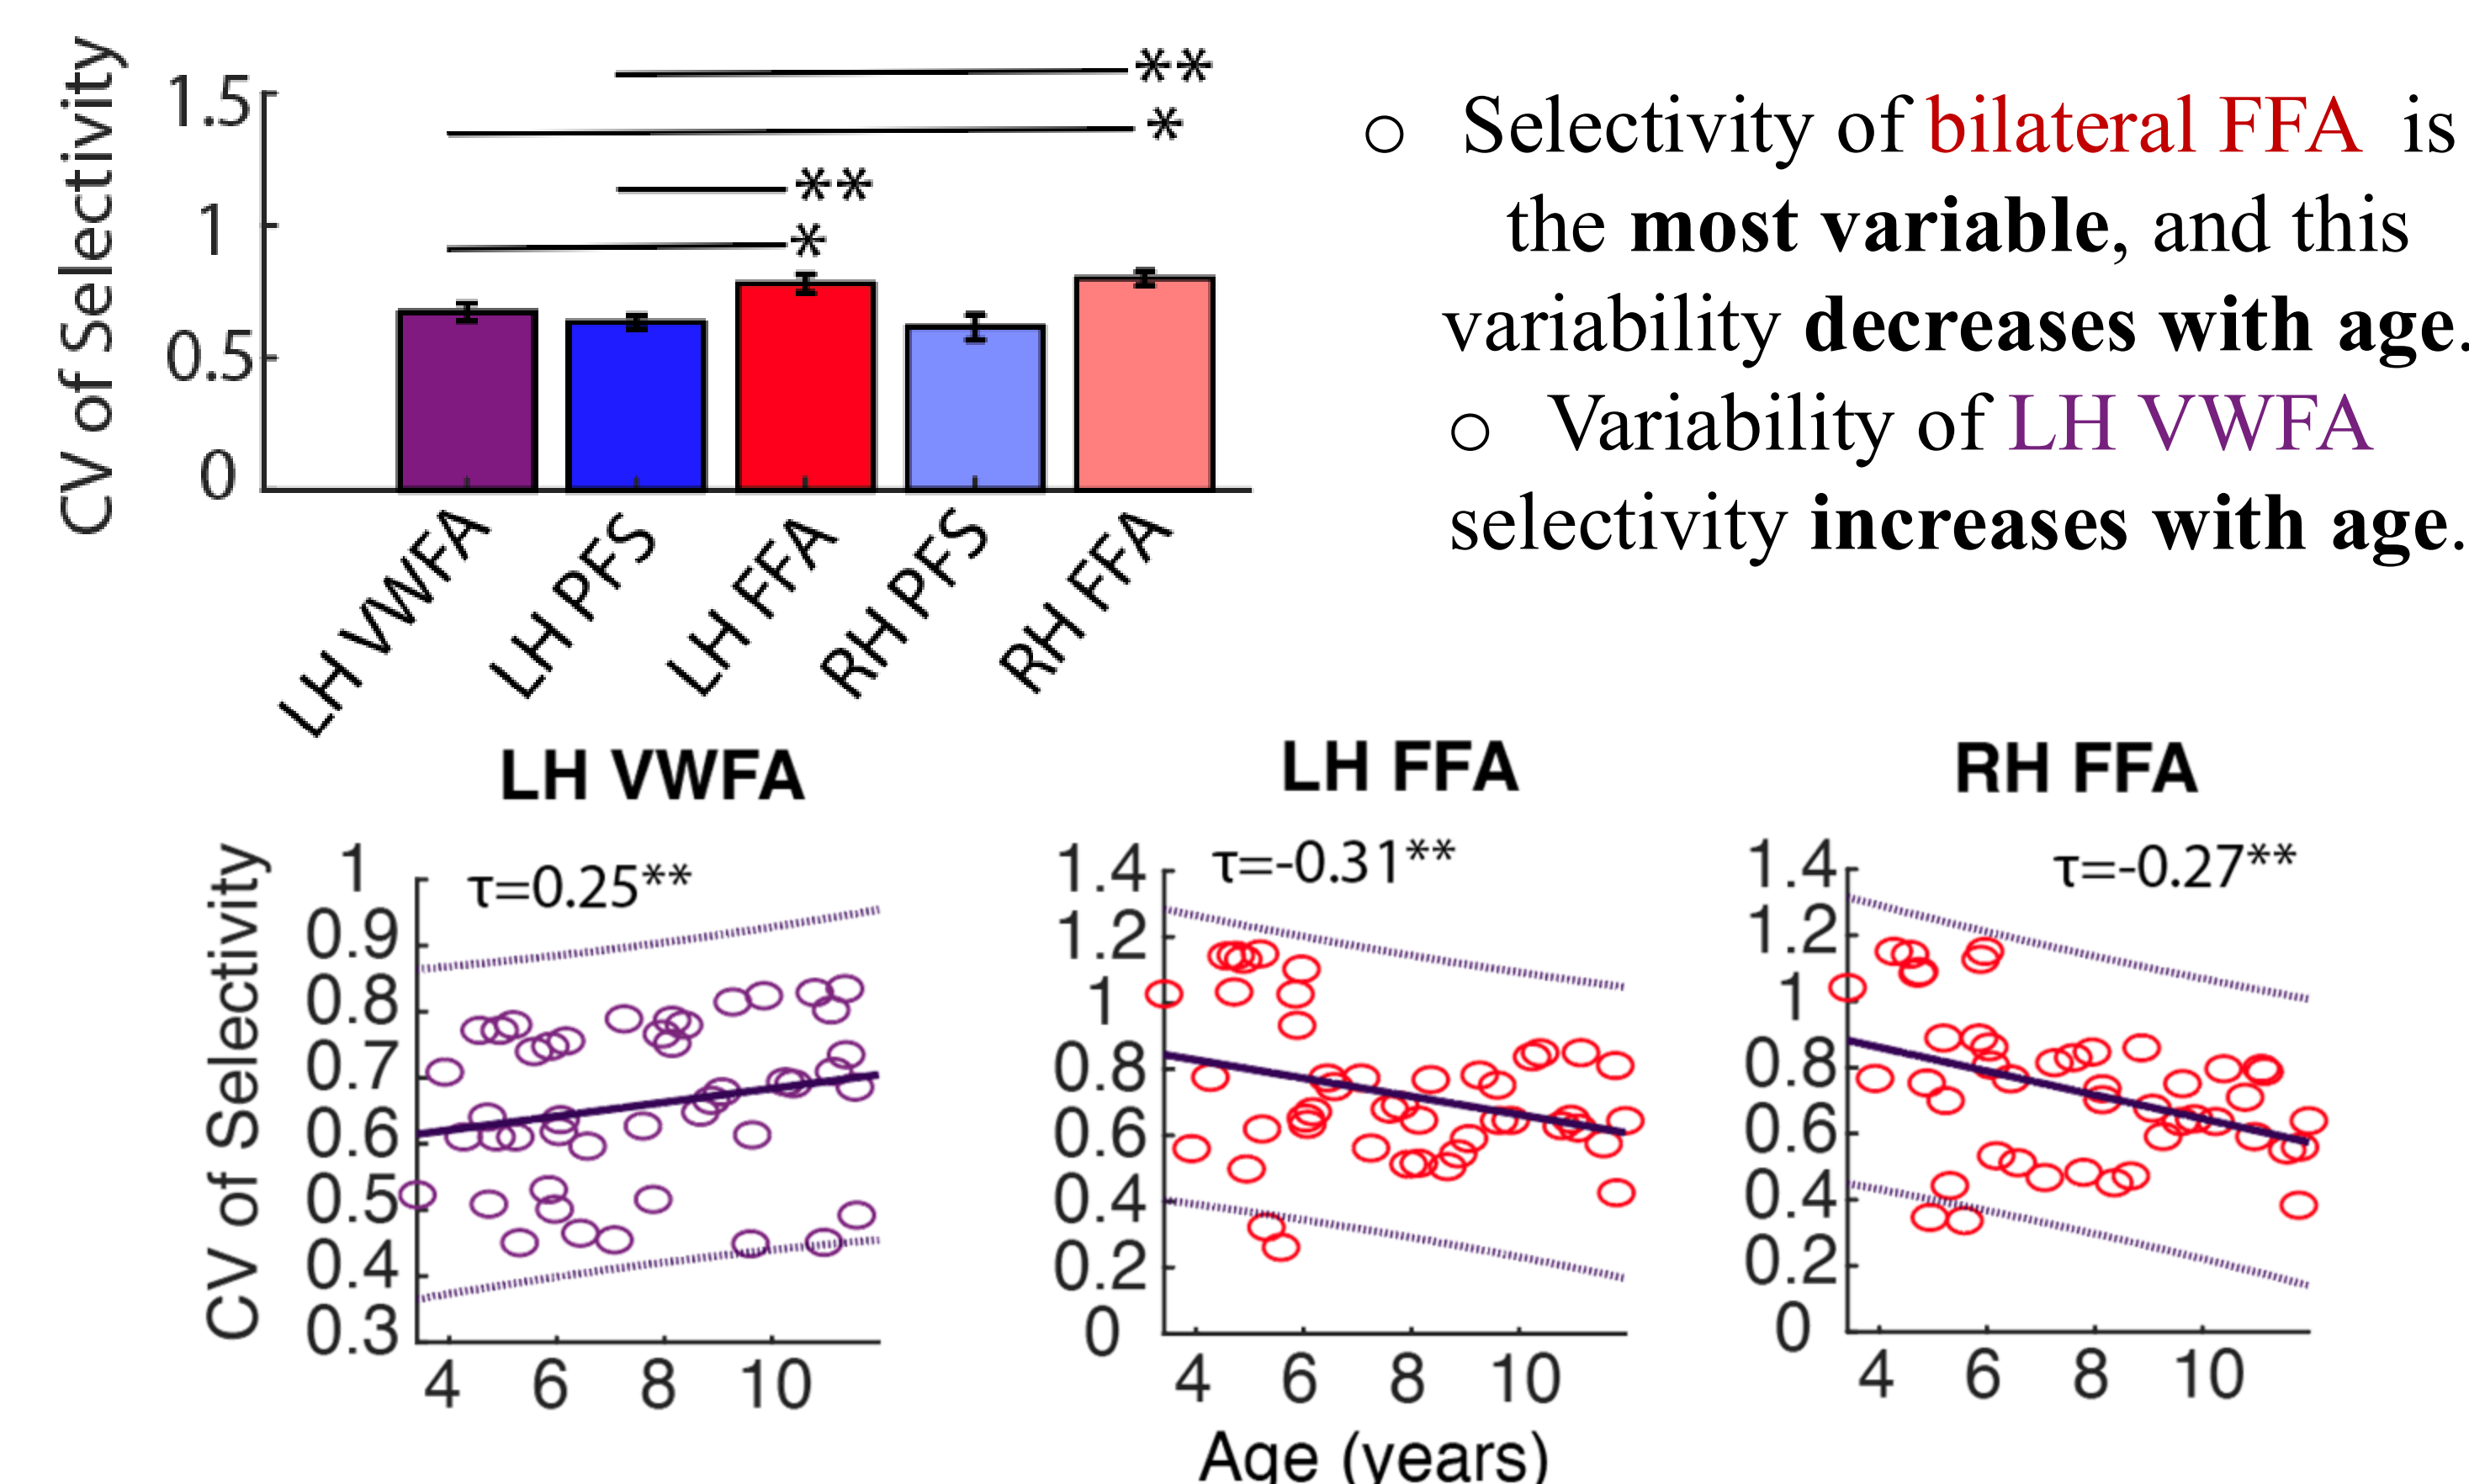 CV of Selectivity
1.5
1
0.5
0
**
*
**
*
LH VWFA
LH PFS
LH FFA
RH PFS
RH FFA
○ Selectivity of bilateral FFA is
the most variable, and this
variability decreases with age.
○ Variability of LH VWFA
selectivity increases with age.
LH VWFA
τ=0.25**
CV of Selectivity
1
0.9
0.8
0.7
0.6
0.5
0.4
0.3
4 6 8 10
LH FFA
τ=-0.31**
1.4
1.2
1
0.8
0.6
0.4
0.2
0
4 6 8 10
RH FFA
τ=-0.27**
1.4
1.2
1
0.8
0.6
0.4
0.2
0
4 6 8 10
Age (years)